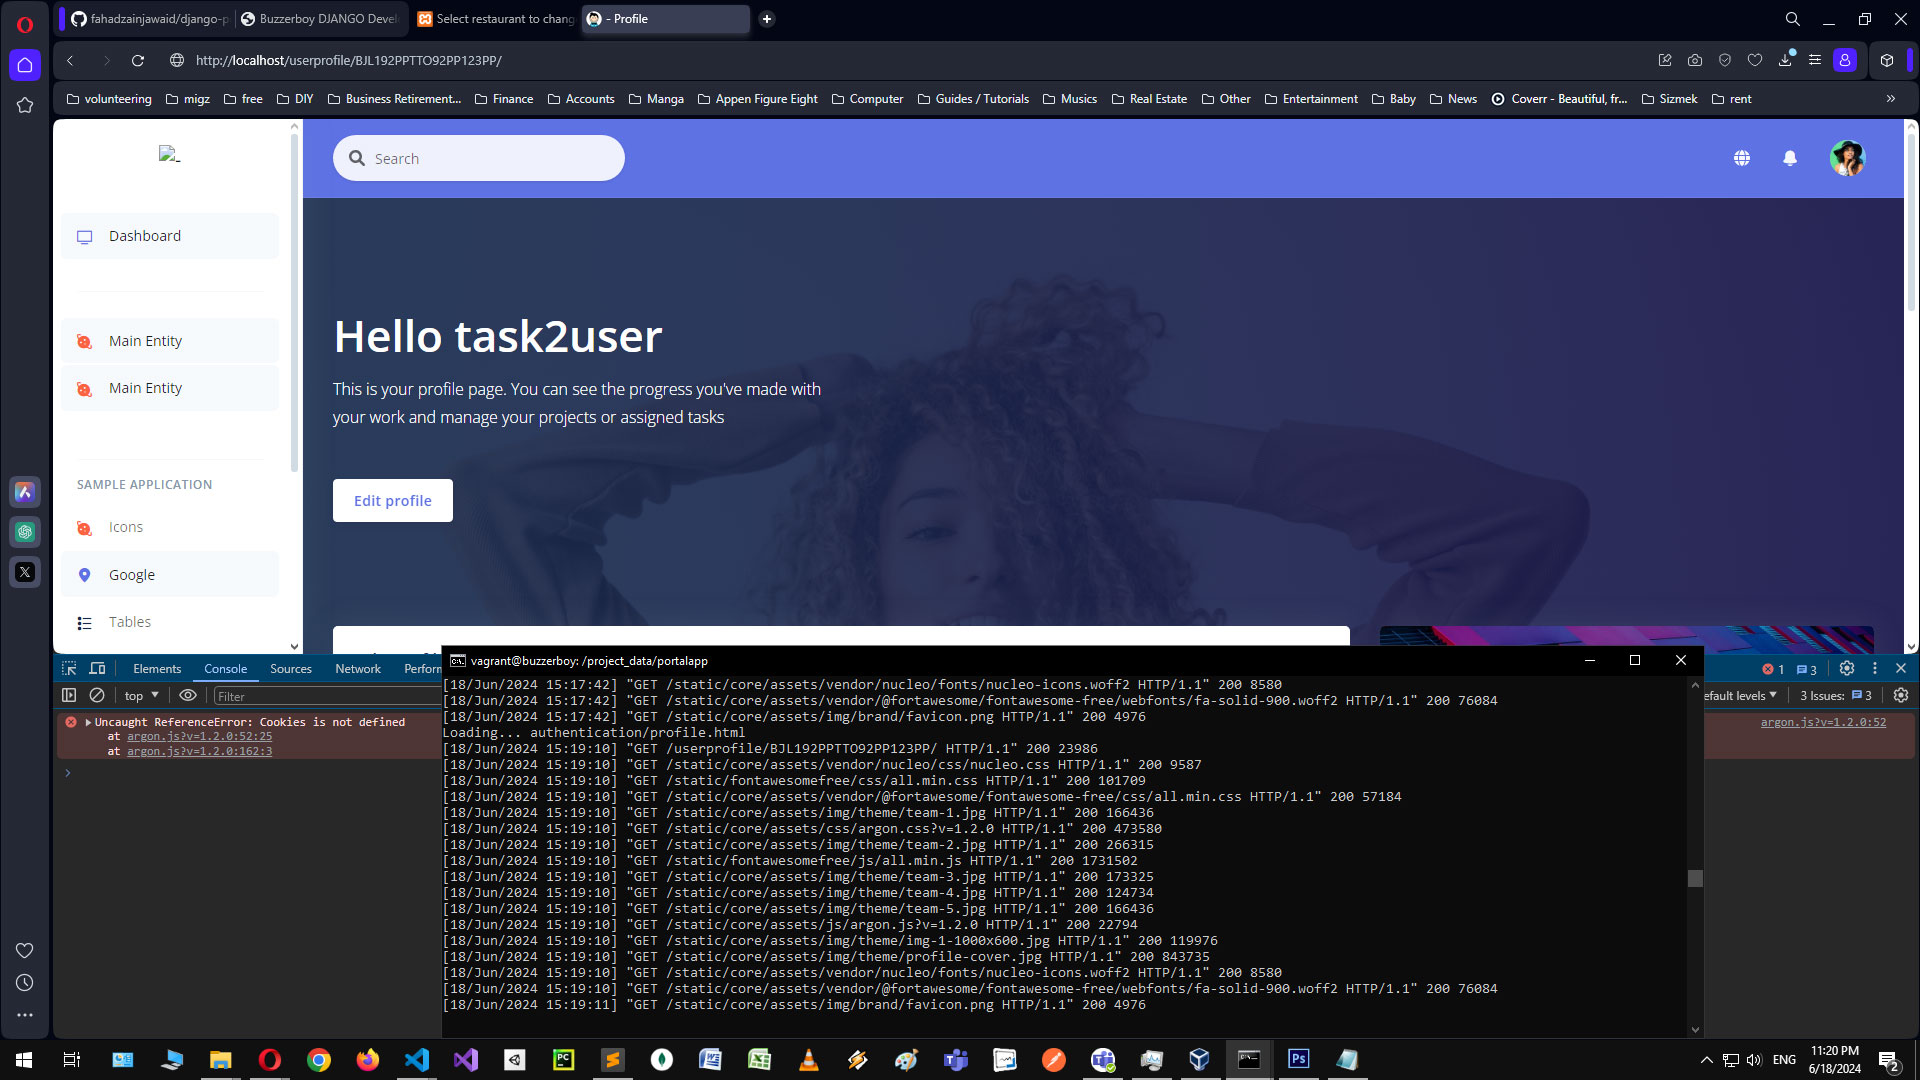 fahadzainjawaid/django-p
Buzzerboy DJANGO Devel
Select restaurant to chang
- Profile
http://localhost/userprofile/BJL192PPTTO92PP123PP/
volunteering
migz
free
DIY
Business Retirement...
Finance
Accounts
Manga
Appen Figure Eight
Computer
Guides / Tutorials
Musics
Real Estate
Other
Entertainment
Baby
News
Coverr - Beautiful, fr...
Sizmek
rent
»
Search
Dashboard
Main Entity
Main Entity
SAMPLE APPLICATION
Icons
Google
Tables
Hello task2user
This is your profile page. You can see the progress you've made with
your work and manage your projects or assigned tasks
Edit profile
Elements
Console
Sources
Network
Perform
1
3
top
Filter
efault levels
3 Issues:
3
Uncaught ReferenceError: Cookies is not defined
at argon.js?v=1.2.0:52:25
at argon.js?v=1.2.0:162:3
argon.js?v=1.2.0:52
vagrant@buzzerboy: /project_data/portalapp
[18/Jun/2024 15:17:42] "GET /static/core/assets/vendor/nucleo/fonts/nucleo-icons.woff2 HTTP/1.1" 200 8580
[18/Jun/2024 15:17:42] "GET /static/core/assets/vendor/@fortawesome/fontawesome-free/webfonts/fa-solid-900.woff2 HTTP/1.1" 200 76084
[18/Jun/2024 15:17:42] "GET /static/core/assets/img/brand/favicon.png HTTP/1.1" 200 4976
Loading... authentication/profile.html
[18/Jun/2024 15:19:10] "GET /userprofile/BJL192PPTTO92PP123PP/ HTTP/1.1" 200 23986
[18/Jun/2024 15:19:10] "GET /static/core/assets/vendor/nucleo/css/nucleo.css HTTP/1.1" 200 9587
[18/Jun/2024 15:19:10] "GET /static/fontawesomefree/css/all.min.css HTTP/1.1" 200 101709
[18/Jun/2024 15:19:10] "GET /static/core/assets/vendor/@fortawesome/fontawesome-free/css/all.min.css HTTP/1.1" 200 57184
[18/Jun/2024 15:19:10] "GET /static/core/assets/img/theme/team-1.jpg HTTP/1.1" 200 166436
[18/Jun/2024 15:19:10] "GET /static/core/assets/css/argon.css?v=1.2.0 HTTP/1.1" 200 473580
[18/Jun/2024 15:19:10] "GET /static/core/assets/img/theme/team-2.jpg HTTP/1.1" 200 266315
[18/Jun/2024 15:19:10] "GET /static/fontawesomefree/js/all.min.js HTTP/1.1" 200 1731502
[18/Jun/2024 15:19:10] "GET /static/core/assets/img/theme/team-3.jpg HTTP/1.1" 200 173325
[18/Jun/2024 15:19:10] "GET /static/core/assets/img/theme/team-4.jpg HTTP/1.1" 200 124734
[18/Jun/2024 15:19:10] "GET /static/core/assets/img/theme/team-5.jpg HTTP/1.1" 200 166436
[18/Jun/2024 15:19:10] "GET /static/core/assets/js/argon.js?v=1.2.0 HTTP/1.1" 200 22794
[18/Jun/2024 15:19:10] "GET /static/core/assets/img/theme/img-1-1000x600.jpg HTTP/1.1" 200 119976
[18/Jun/2024 15:19:10] "GET /static/core/assets/img/theme/profile-cover.jpg HTTP/1.1" 200 843735
[18/Jun/2024 15:19:10] "GET /static/core/assets/vendor/nucleo/fonts/nucleo-icons.woff2 HTTP/1.1" 200 8580
[18/Jun/2024 15:19:10] "GET /static/core/assets/vendor/@fortawesome/fontawesome-free/webfonts/fa-solid-900.woff2 HTTP/1.1" 200 76084
[18/Jun/2024 15:19:11] "GET /static/core/assets/img/brand/favicon.png HTTP/1.1" 200 4976
ENG
11:20 PM
6/18/2024
2